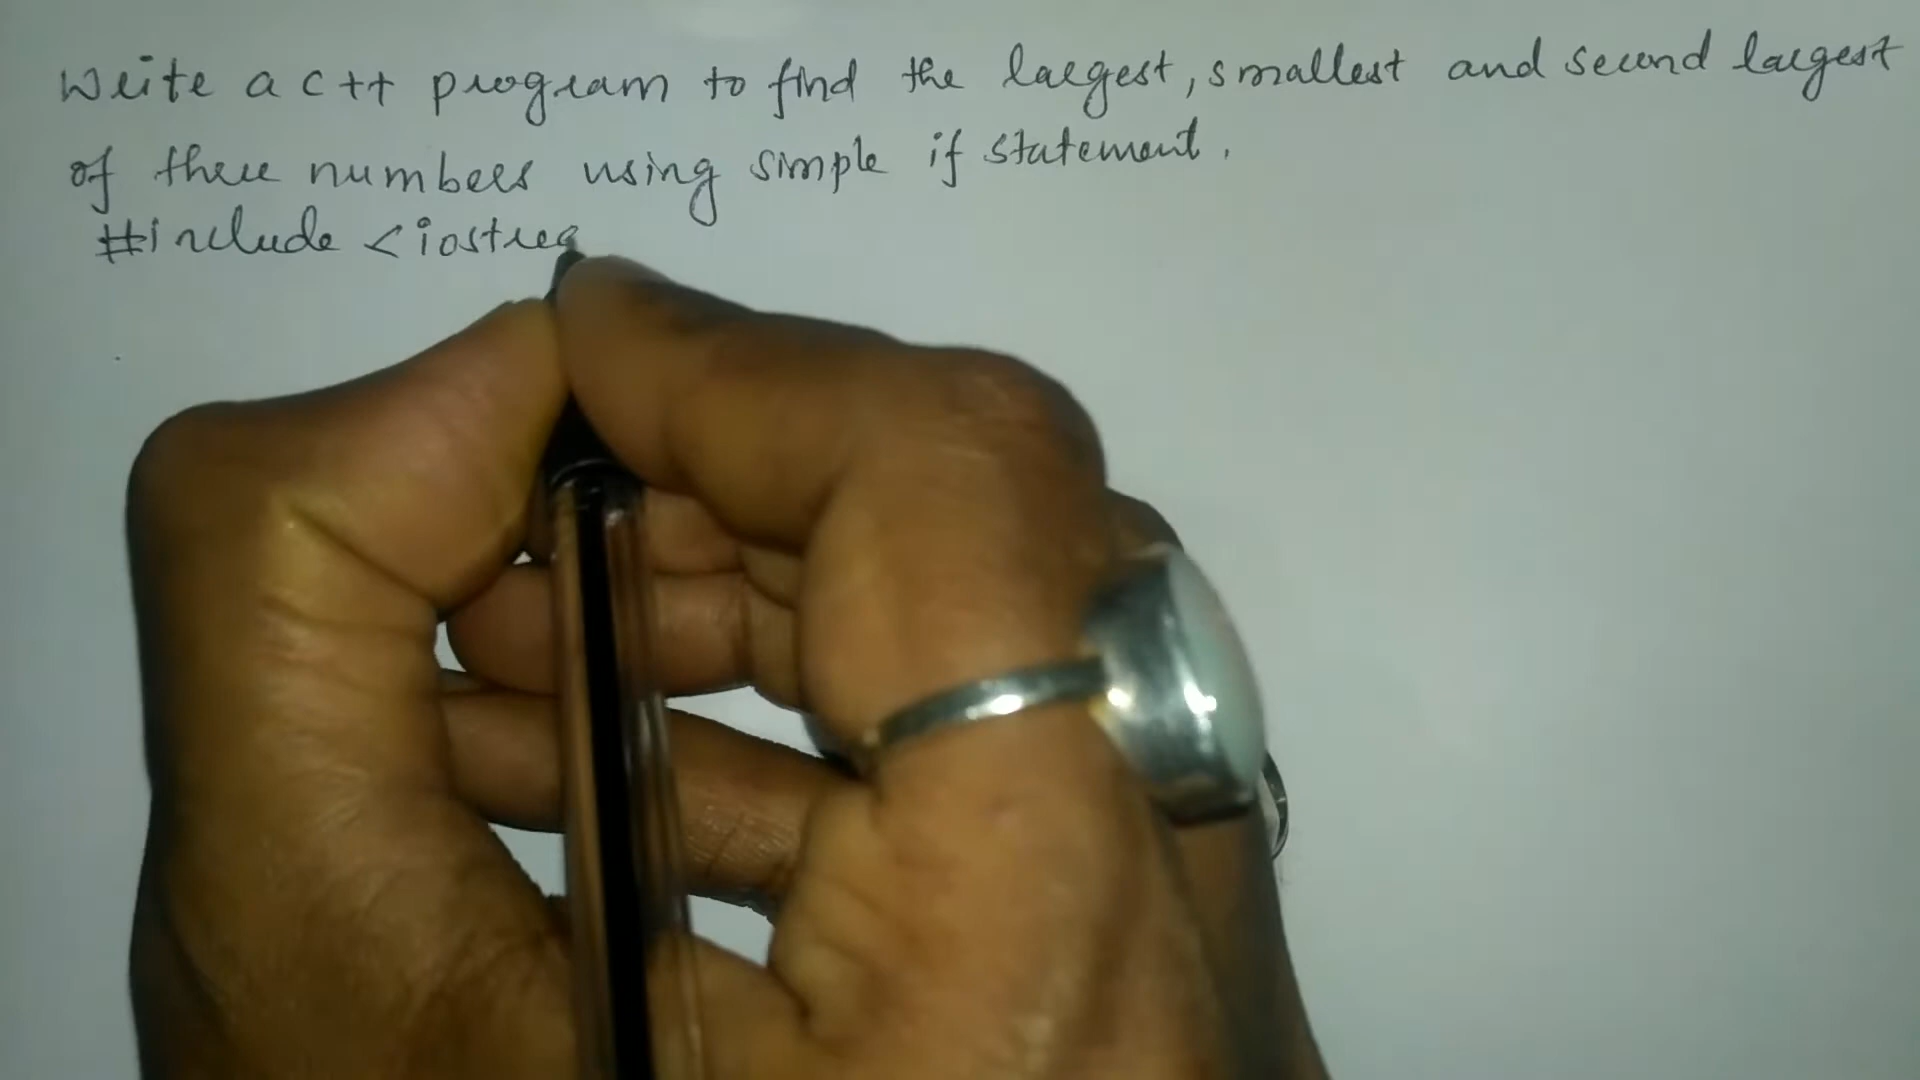 Write a c++ program to find the largest, smallest and second largest
of three numbers using simple if statement.
#include <iostrea